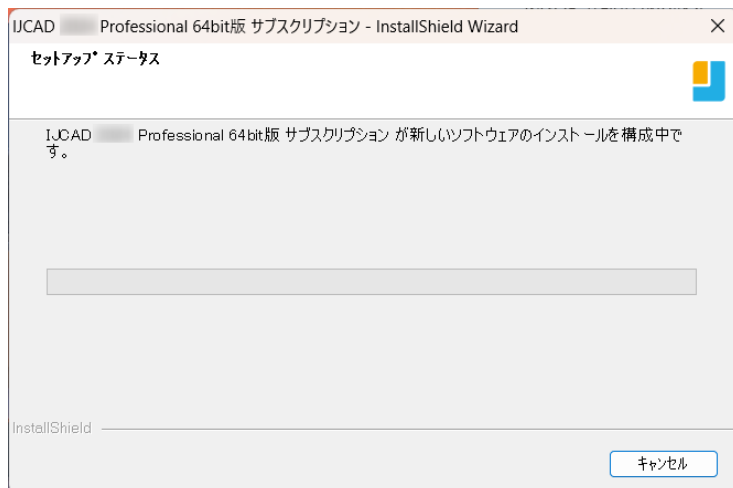 IJCAD Professional 64bit版 サブスクリプション - InstallShield Wizard
セットアップ ステータス
IJCAD Professional 64bit版 サブスクリプション が新しいソフトウェアのインストールを構成中で
す。
InstallShield
キャンセル